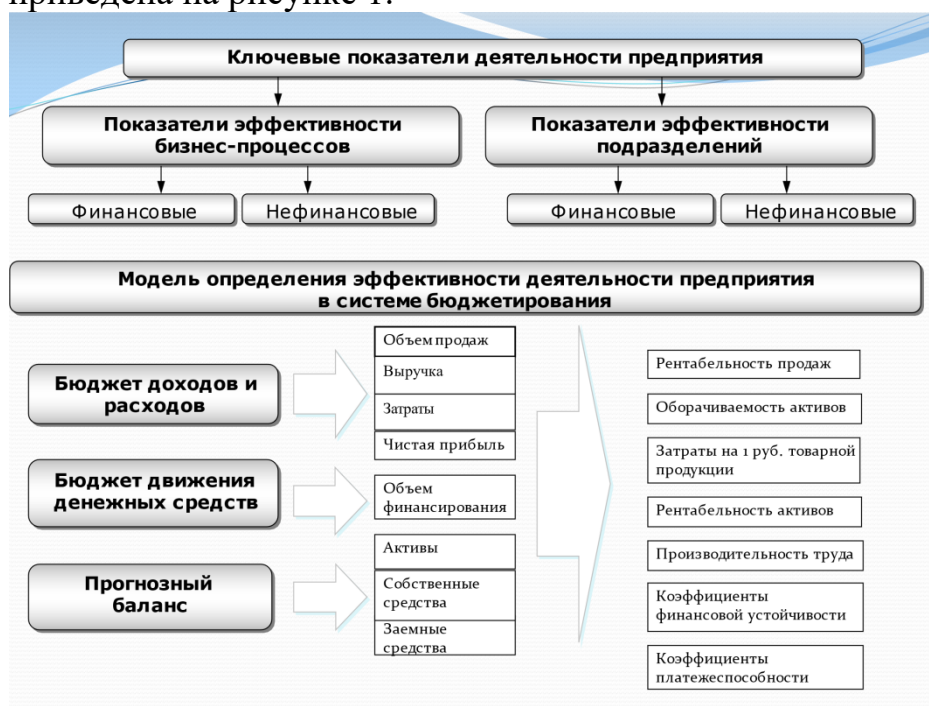 приведена на рисунке 1.
Ключевые показатели деятельности предприятия
Показатели эффективности
бизнес-процессов
Показатели эффективности
подразделений
Финансовые
Нефинансовые
Финансовые
Нефинансовые
Модель определения эффективности деятельности предприятия
в системе бюджетирования
Бюджет доходов и
расходов
Объем продаж
Выручка
Затраты
Чистая прибыль
Бюджет движения
денежных средств
Объем
финансирования
Прогнозный
баланс
Активы
Собственные
средства
Заемные
средства
Рентабельность продаж
Оборачиваемость активов
Затраты на 1 руб. товарной
продукции
Рентабельность активов
Производительность труда
Коэффициенты
финансовой устойчивости
Коэффициенты
платежеспособности